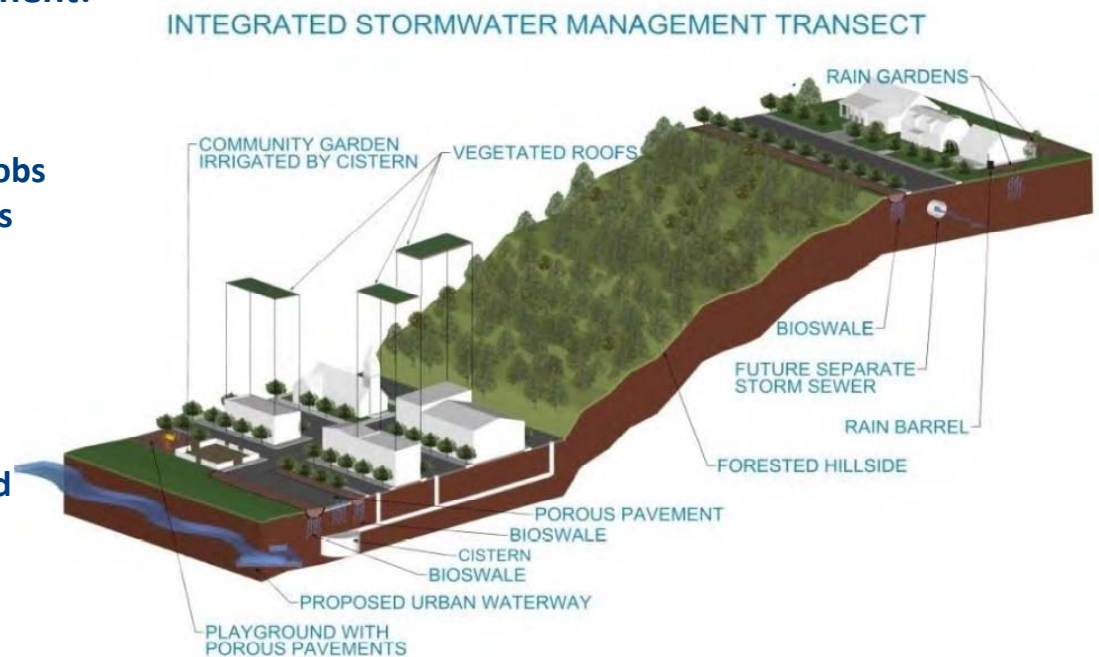 INTEGRATED STORMWATER MANAGEMENT TRANSECT
RAIN GARDENS
COMMUNITY GARDEN
IRRIGATED BY CISTERN
VEGETATED ROOFS
BIOSWALE
FUTURE SEPARATE
STORM SEWER
RAIN BARREL
FORESTED HILLSIDE
POROUS PAVEMENT
BIOSWALE
CISTERN
BIOSWALE
PROPOSED URBAN WATERWAY
PLAYGROUND WITH
POROUS PAVEMENTS